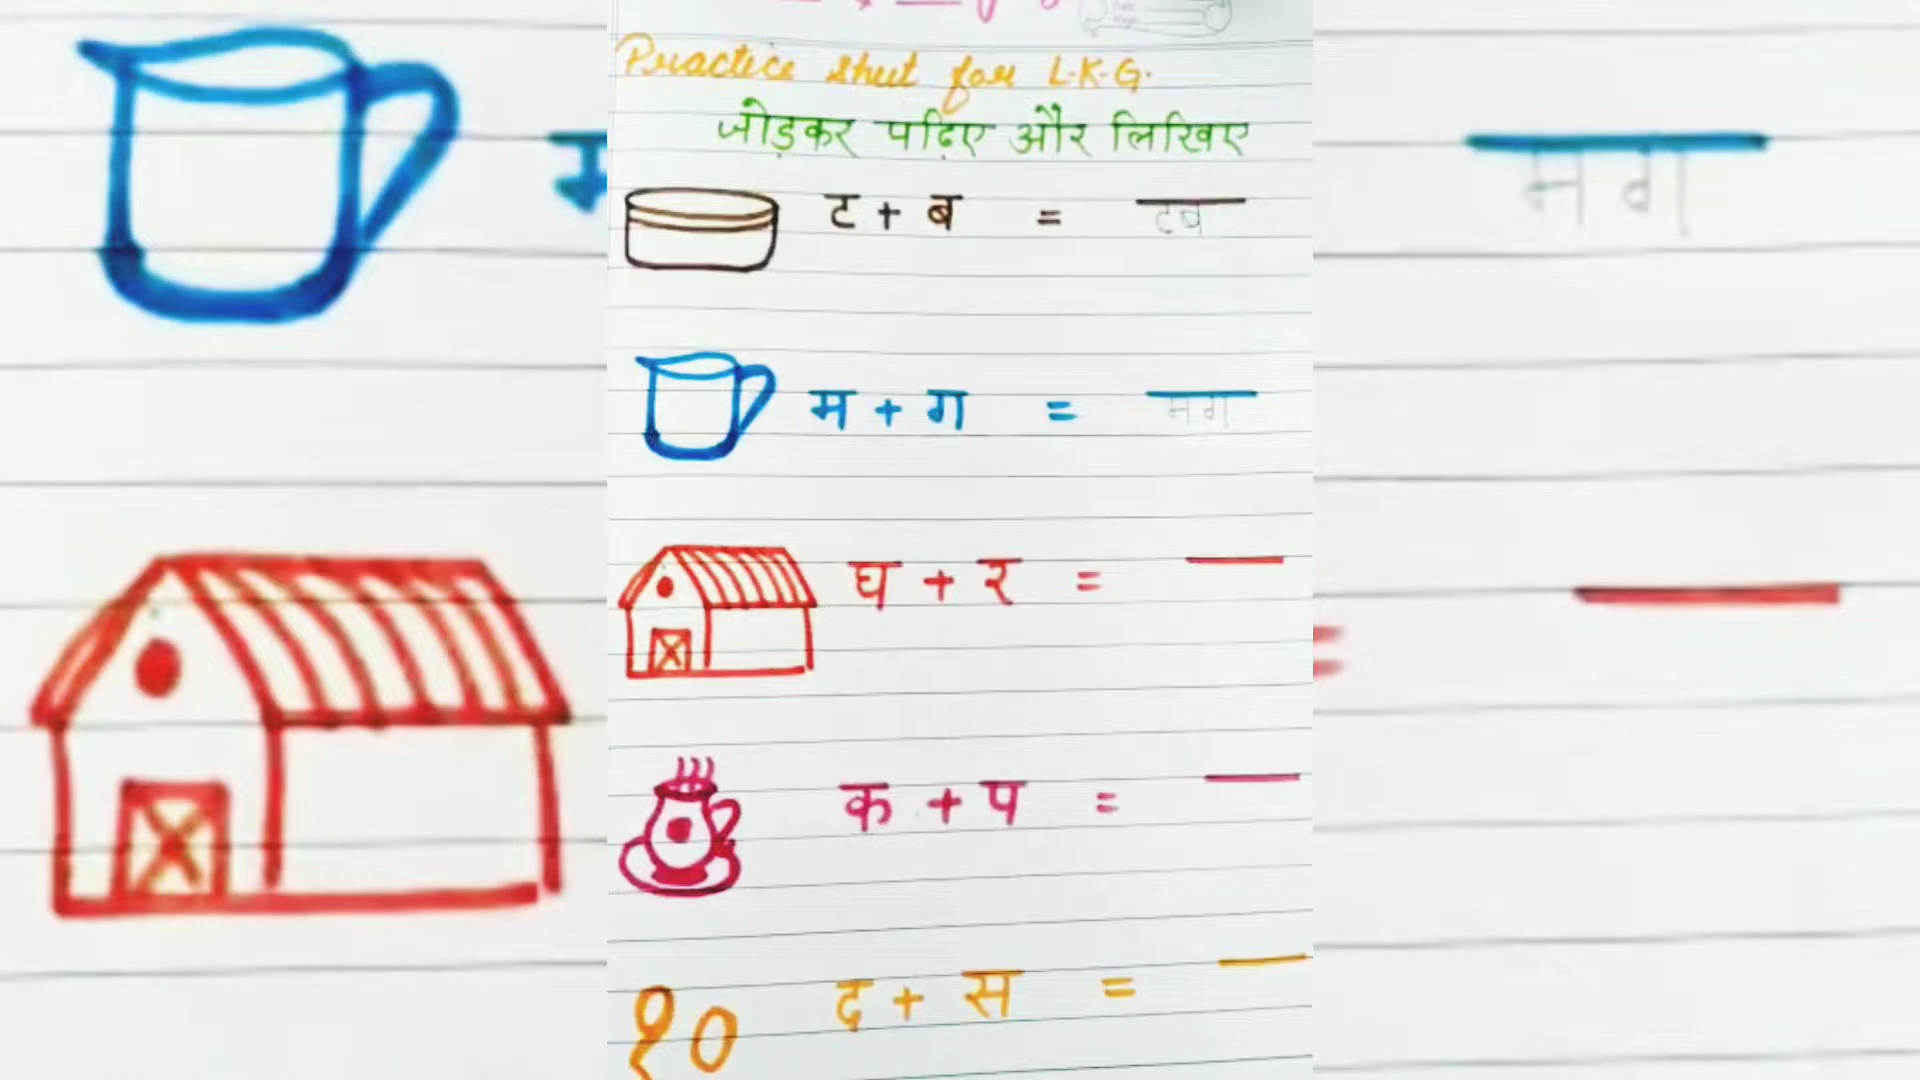 Practice sheet for L.K.G.
जोड़कर पढ़िए और लिखिए
ट + ब = टब
म + ग = मग
घ + र =
क + प =
१० द + स =